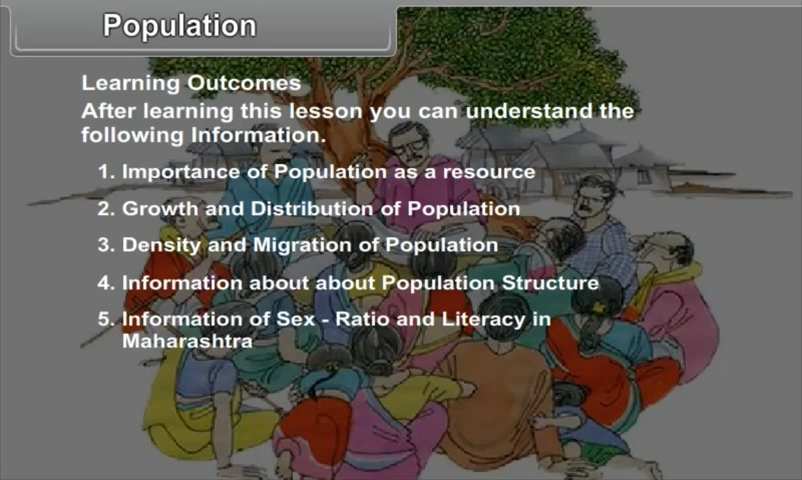 Population
Learning Outcomes
After learning this lesson you can understand the
following Information.
1. Importance of Population as a resource
2. Growth and Distribution of Population
3. Density and Migration of Population
4. Information about about Population Structure
5. Information of Sex - Ratio and Literacy in
Maharashtra